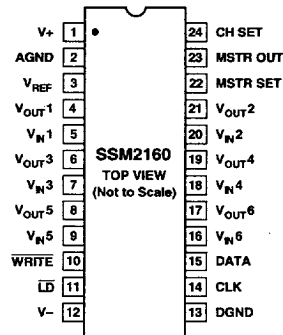 V+ 1 24 CH SET
AGND 2 23 MSTR OUT
VREF 3 22 MSTR SET
VOUT1 4 21 VOUT2
VIN1 5 20 VIN2
VOUT3 6 19 VOUT4
VIN3 7 18 VIN4
VOUT5 8 17 VOUT6
VIN5 9 16 VIN6
WRITE 10 15 DATA
LD 11 14 CLK
V– 12 13 DGND
SSM2160
TOP VIEW
(Not to Scale)